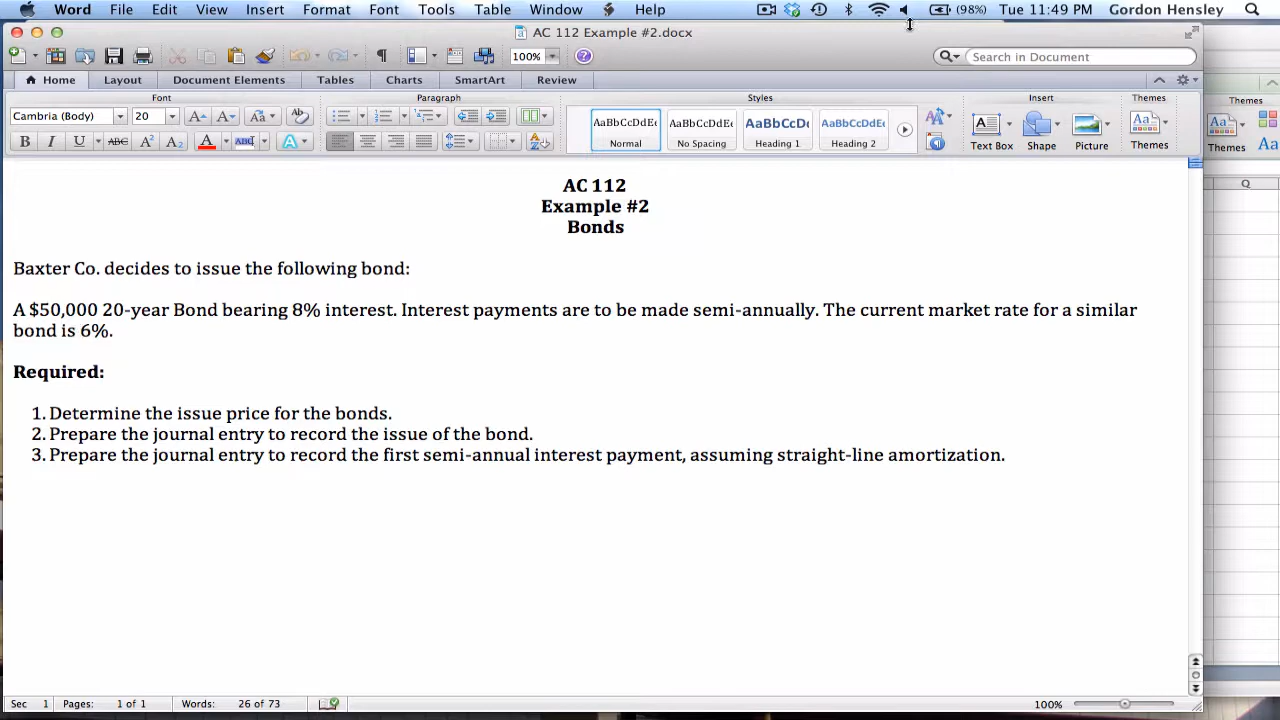 Word File Edit View Insert Format Font Tools Table Window Help (98%) Tue 11:49 PM Gordon Hensley
AC 112 Example #2.docx
100% Search in Document
Home Layout Document Elements Tables Charts SmartArt Review
Font Paragraph Styles Insert Themes
Cambria (Body) 20
AaBbCcDdEe AaBbCcDdEe AaBbCcDc AaBbCcDdEe
Normal No Spacing Heading 1 Heading 2 Text Box Shape Picture Themes
Themes
Themes
Q
AC 112
Example #2
Bonds
Baxter Co. decides to issue the following bond:
A $50,000 20-year Bond bearing 8% interest. Interest payments are to be made semi-annually. The current market rate for a similar
bond is 6%.
Required:
1. Determine the issue price for the bonds.
2. Prepare the journal entry to record the issue of the bond.
3. Prepare the journal entry to record the first semi-annual interest payment, assuming straight-line amortization.
Sec 1 Pages: 1 of 1 Words: 26 of 73 100%